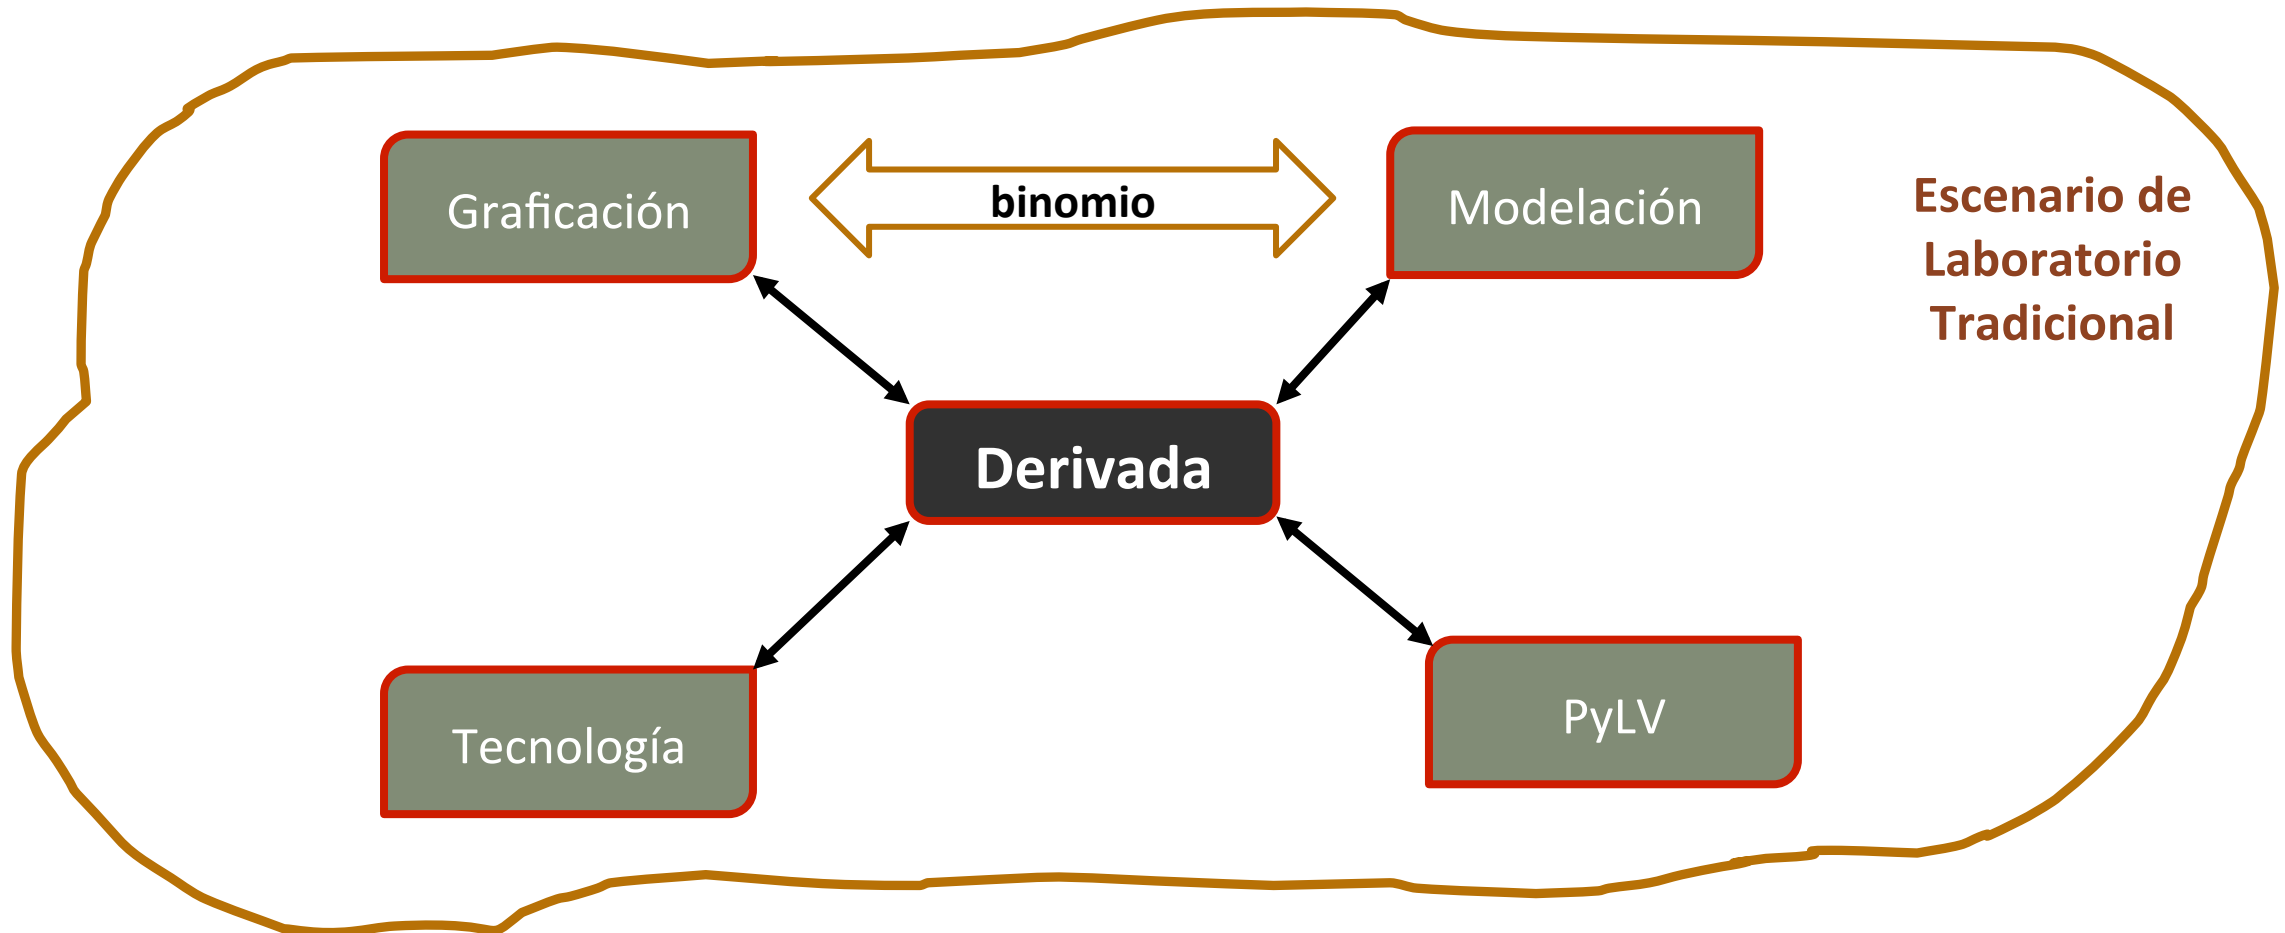 Graficación
binomio
Modelación
Escenario de
Laboratorio
Tradicional
Derivada
Tecnología
PyLV